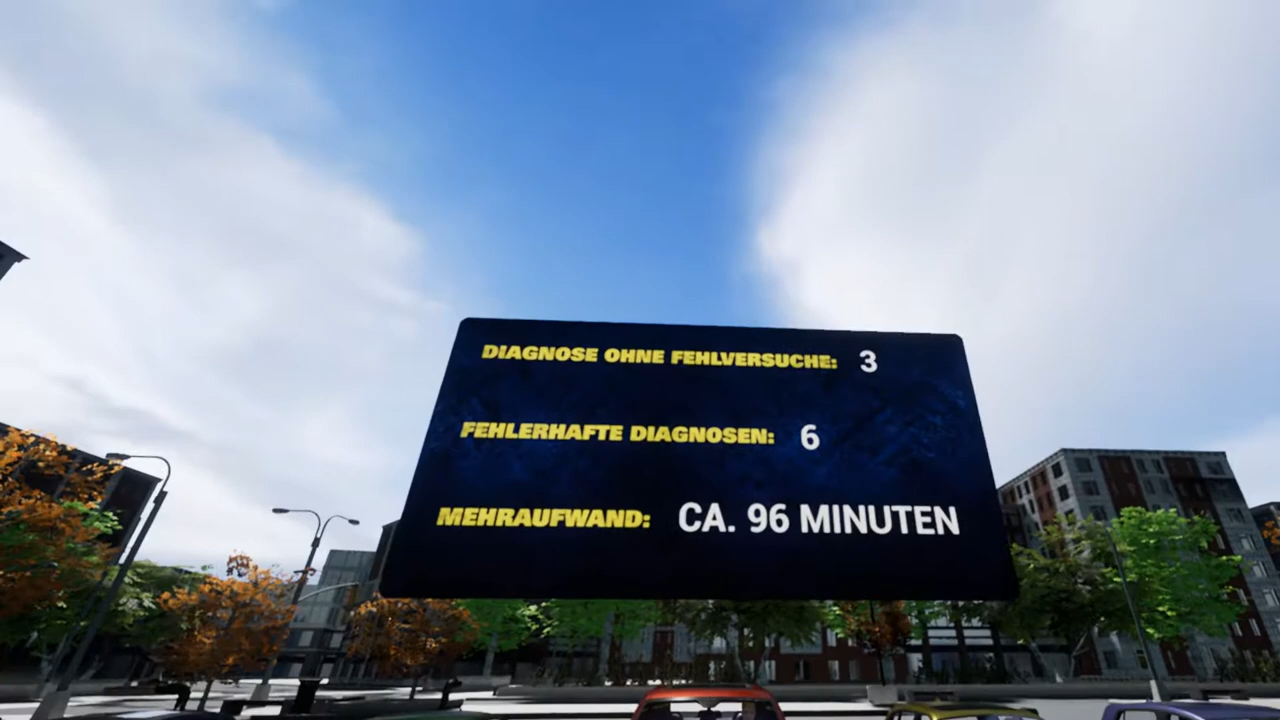 DIAGNOSE OHNE FEHLVERSUCHE: 3
FEHLERHAFTE DIAGNOSEN: 6
MEHRAUFWAND: CA. 96 MINUTEN